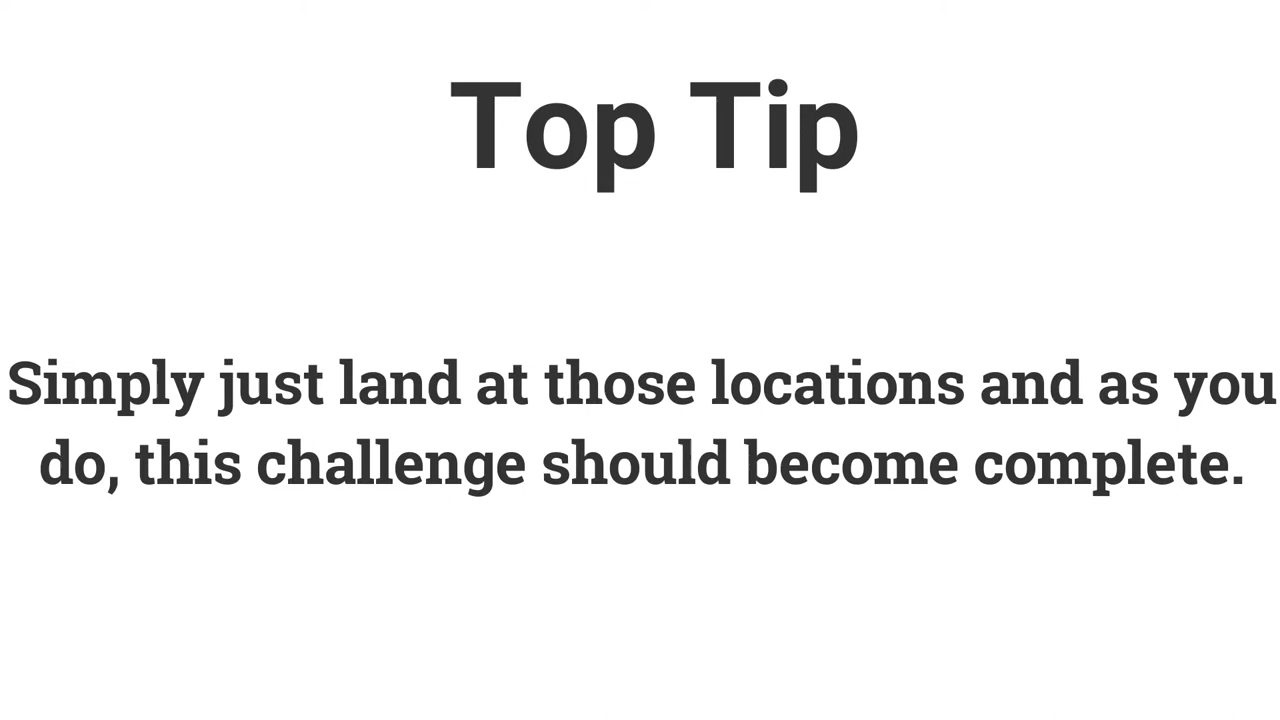 Top Tip
Simply just land at those locations and as you
do, this challenge should become complete.